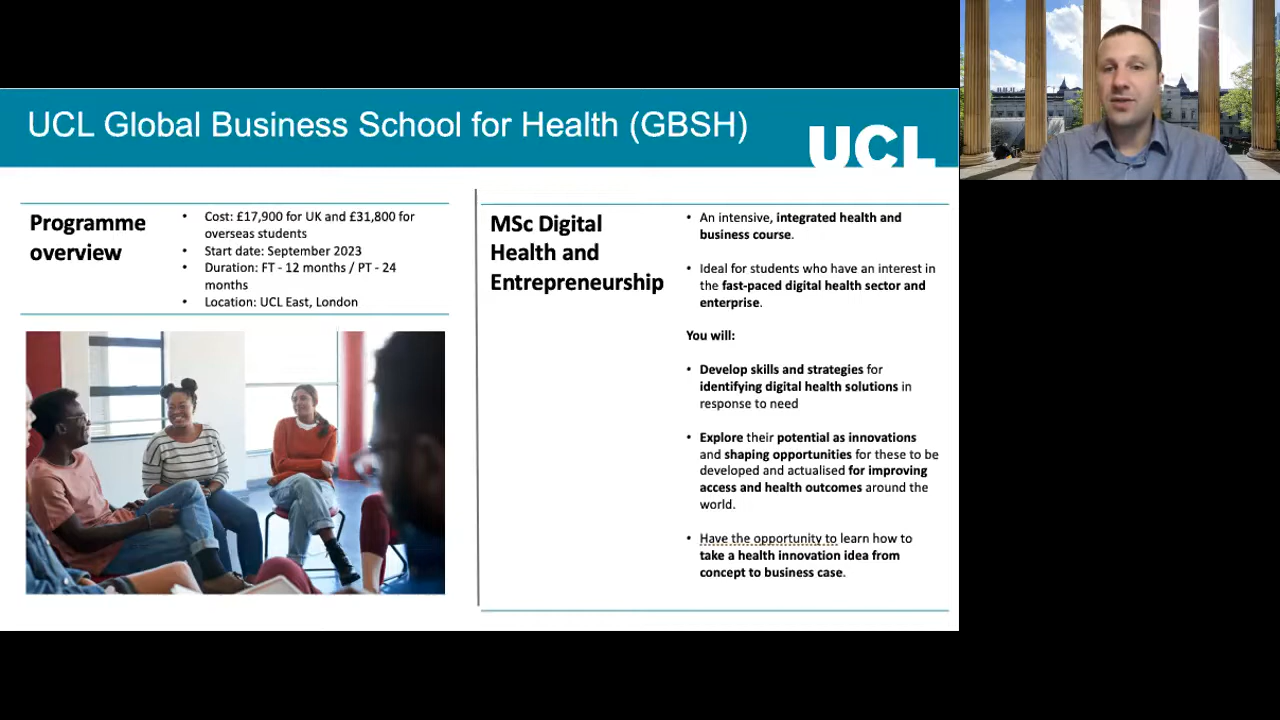 UCL Global Business School for Health (GBSH)
UCL
Programme
overview
• Cost: £17,900 for UK and £31,800 for
overseas students
• Start date: September 2023
• Duration: FT - 12 months / PT - 24
months
• Location: UCL East, London
MSc Digital
Health and
Entrepreneurship
• An intensive, integrated health and
business course.
• Ideal for students who have an interest in
the fast-paced digital health sector and
enterprise.
You will:
• Develop skills and strategies for
identifying digital health solutions in
response to need
• Explore their potential as innovations
and shaping opportunities for these to be
developed and actualised for improving
access and health outcomes around the
world.
• Have the opportunity to learn how to
take a health innovation idea from
concept to business case.